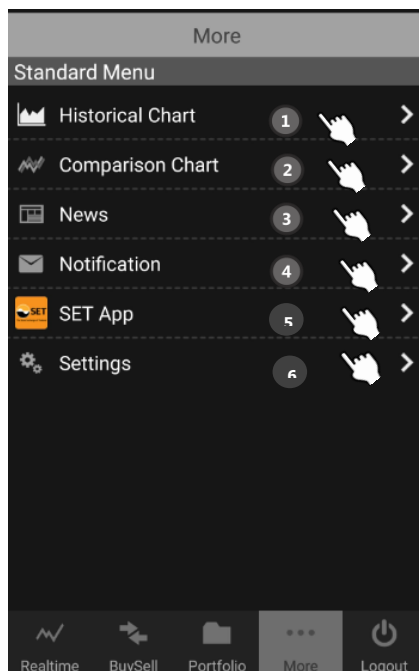 More
Standard Menu
Historical Chart 1
Comparison Chart 2
News 3
Notification 4
SET SET App 5
Settings 6
Realtime BuySell Portfolio More Logout